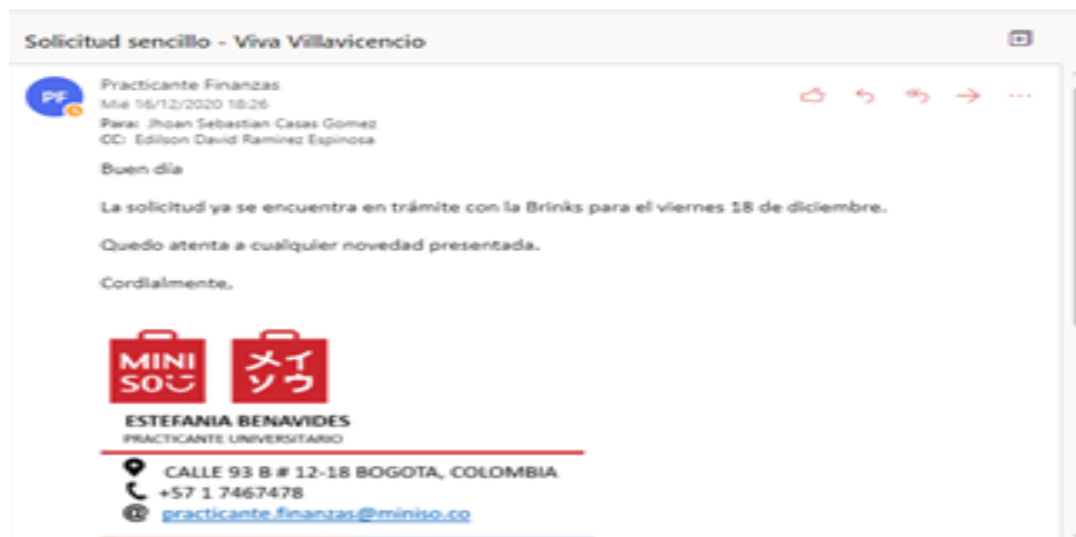 Solicitud sencillo - Viva Villavicencio
PF
Practicante Finanzas
Mié 16/12/2020 18:26
Para: Jhoan Sebastian Casas Gomez
CC: Edilson David Ramirez Espinosa
Buen día
La solicitud ya se encuentra en trámite con la Brinks para el viernes 18 de diciembre.
Quedo atenta a cualquier novedad presentada.
Cordialmente,
MINI メイ
SO ソウ
ESTEFANIA BENAVIDES
PRACTICANTE UNIVERSITARIO
CALLE 93 B # 12-18 BOGOTA, COLOMBIA
+57 1 7467478
@ practicante.finanzas@miniso.co